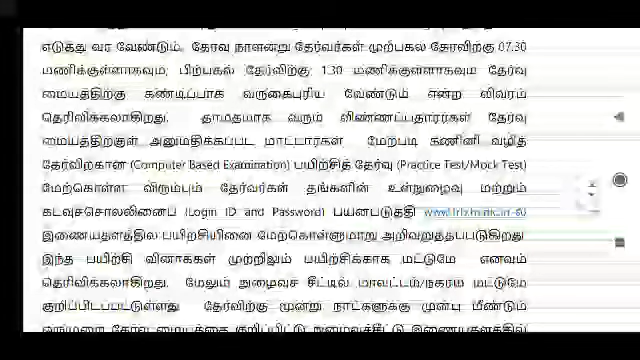 எடுத்து வர வேண்டும். தேர்வு நாளன்று தேர்வர்கள் முற்பகல் தேர்விற்கு 07.30
மணிக்குள்ளாகவும், பிற்பகல் தேர்விற்கு 1.30 மணிக்குள்ளாகவும் தேர்வு
மையத்திற்கு கண்டிப்பாக வருகைபுரிய வேண்டும் என்ற விவரம்
தெரிவிக்கலாகிறது. தாமதமாக வரும் விண்ணப்பதாரர்கள் தேர்வு
மையத்திற்குள் அனுமதிக்கப்பட மாட்டார்கள் மேற்படி கணினி வழித்
தேர்விற்கான (Computer Based Examination) பயிற்சித் தேர்வு (Practice Test/Mock Test)
மேற்கொள்ள விரும்பும் தேர்வர்கள் தங்களின் உள்நுழைவு மற்றும்
கடவுச்சொல்லினைப் (Login ID and Password) பயன்படுத்தி
இணையதளத்தில் பயிற்சியினை மேற்கொள்ளுமாறு அறிவுறுத்தப்படுகிறது
இந்த பயிற்சி வினாக்கள் முற்றிலும் பயிற்சிக்காக மட்டுமே எனவும்
தெரிவிக்கலாகிறது. மேலும் அழைவுச் சீட்டில் மாவட்டம்/நகரம் மட்டுமே
குறிப்பிடப்பட்டுள்ளது தேர்விற்கு மூன்று நாட்களுக்கு முன்பு மீண்டும்
தேர்வு மையத்தை குறிப்பிட்டு இணையதளத்தில்